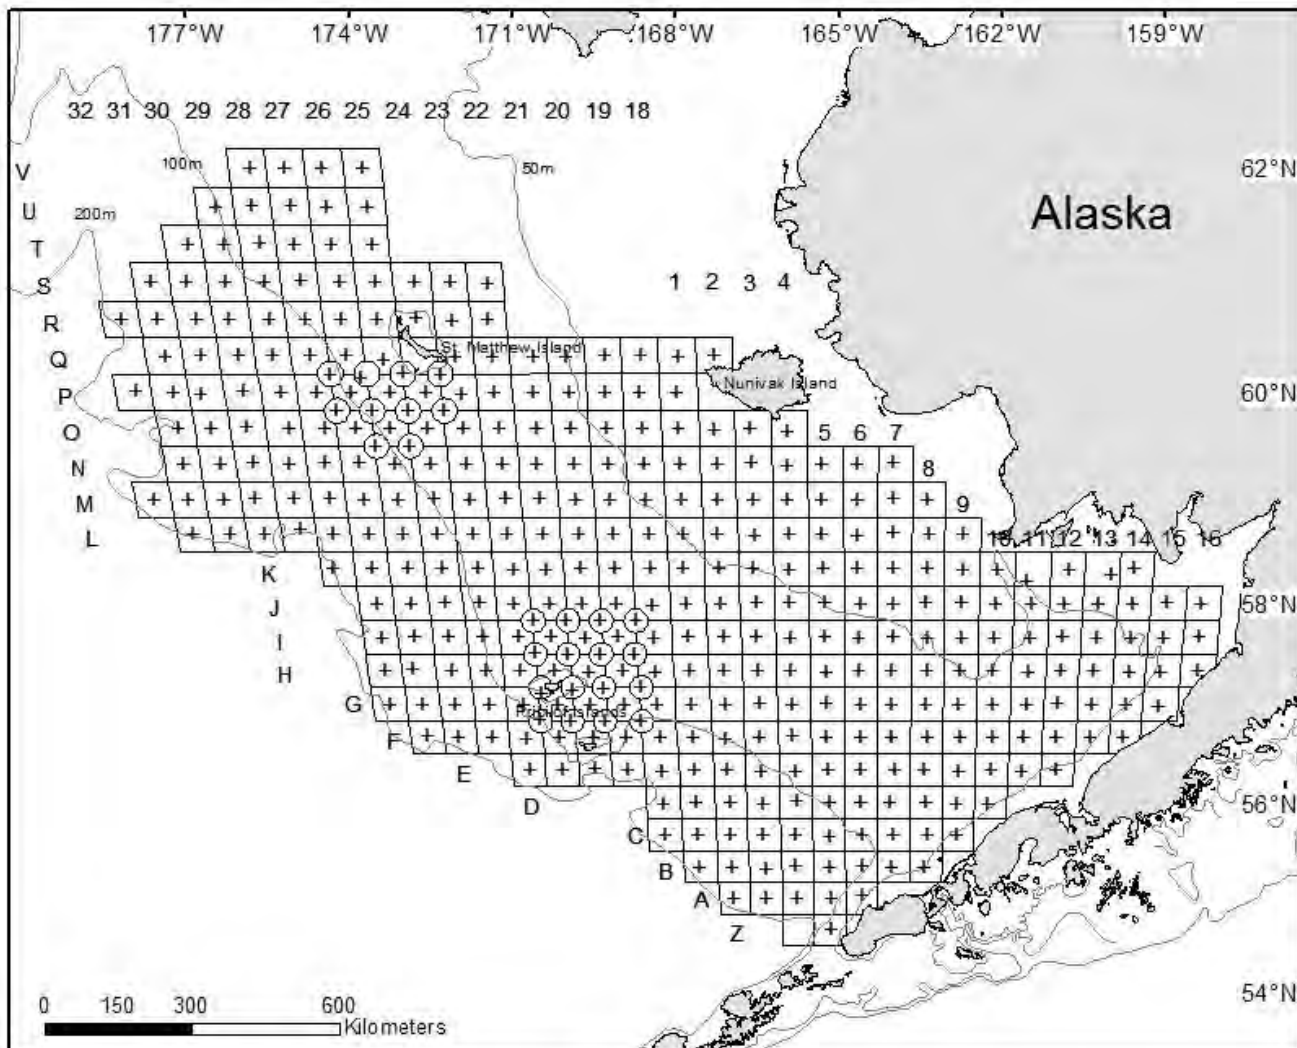 177°W 174°W 171°W 168°W 165°W 162°W 159°W
32 31 30 29 28 27 26 25 24 23 22 21 20 19 18
100m
50m
62°N
V
200m
U
Alaska
T
S
1 2 3 4
R
Q
St. Matthew Island
Nunivak Island
60°N
P
O
5 6 7
N
8
M
9
L
10 11 12 13 14 15 16
K
J
58°N
I
H
G
Pribilof Islands
F
E
D
56°N
C
B
A
Z
54°N
0 150 300 600
Kilometers